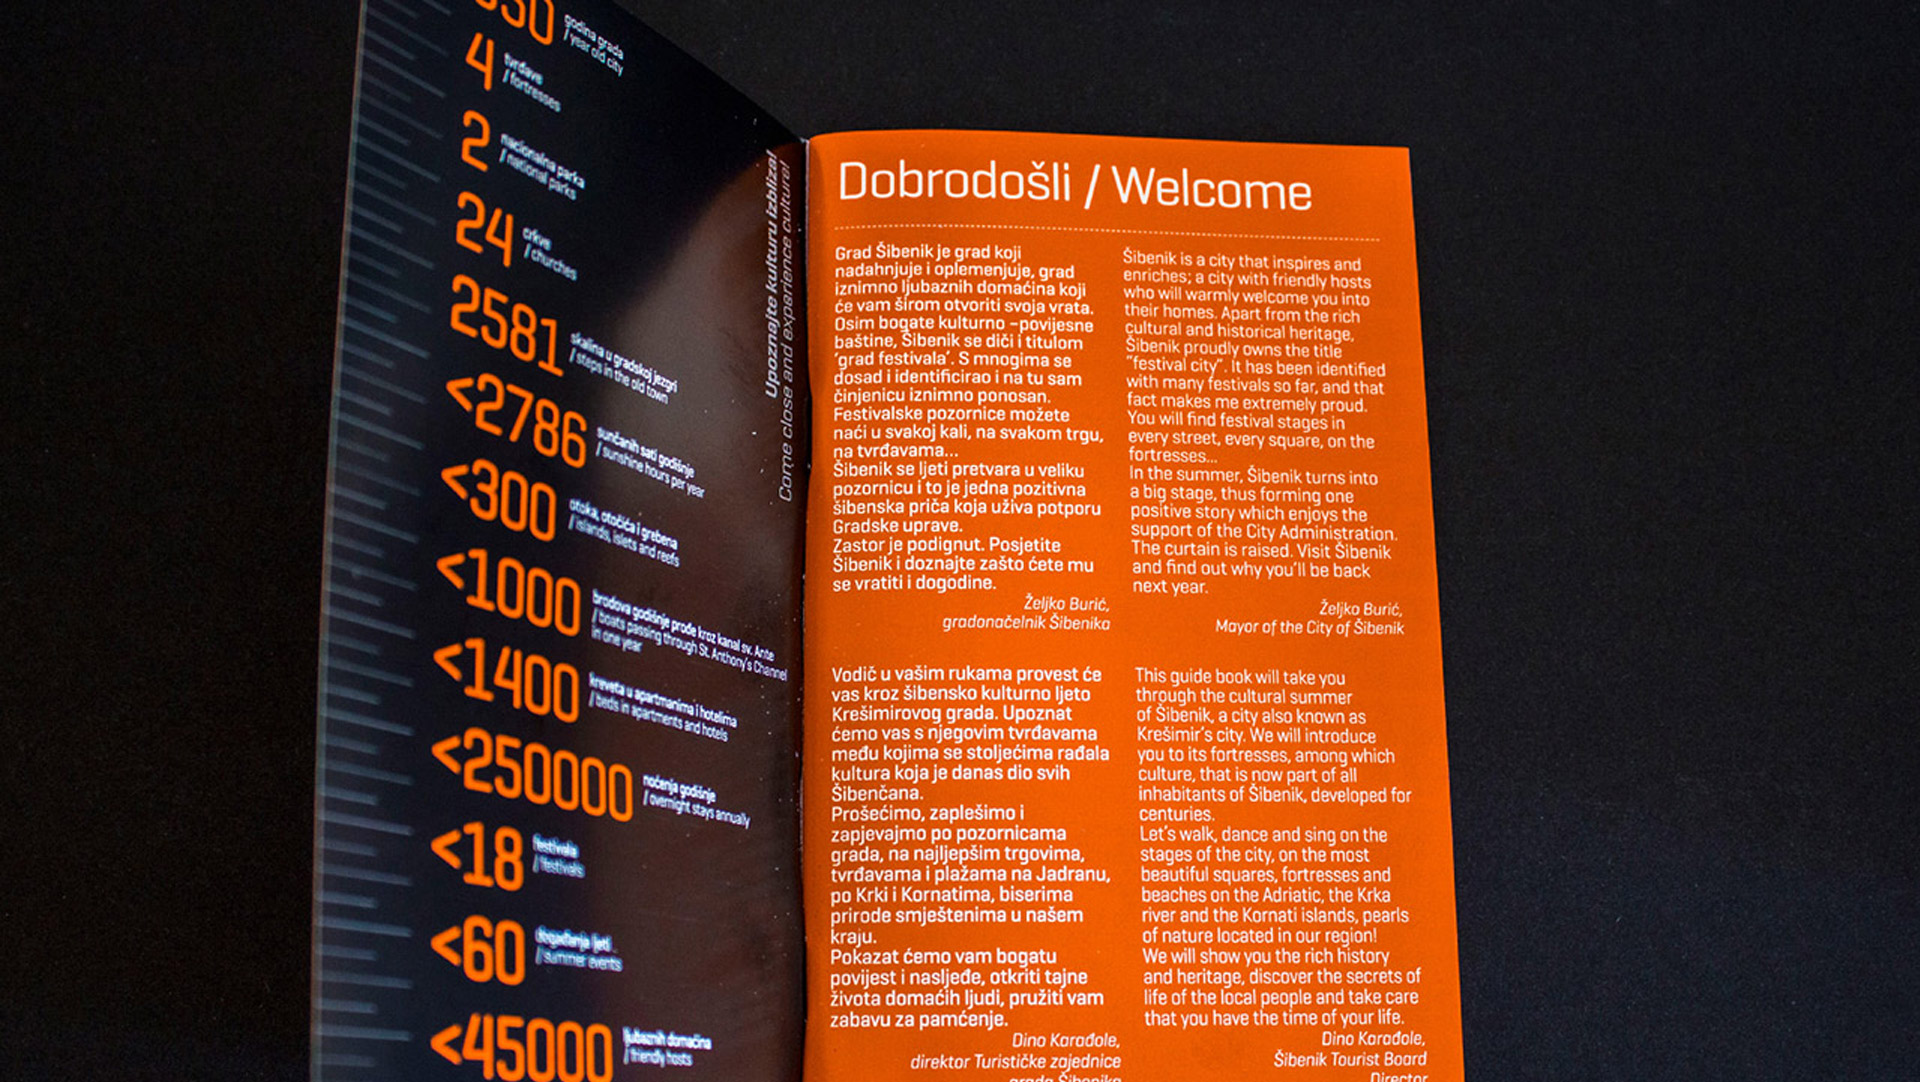 godina grada
/ year old city
4
tvrđave
/ fortresses
2
nacionalna parka
/ national parks
24
crkve
/ churches
2581
skalina u gradskoj jezgri
/ steps in the old town
<2786
sunčanih sati godišnje
/ sunshine hours per year
<300
otoka, otočića i grebena
/ islands, islets and reefs
<1000
brodova godišnje prođe kroz kanal sv. Ante
/ boats passing through St. Anthony's Channel
in one year
<1400
kreveta u apartmanima i hotelima
/ beds in apartments and hotels
<250000
noćenja godišnje
/ overnight stays annually
<18
festivala
/ festivals
<60
događanja ljeti
/ summer events
<45000
ljubaznih domaćina
/ friendly hosts
Upoznajte kulturu izbliza!
Come close and experience culture!
Dobrodošli / Welcome
Grad Šibenik je grad koji
nadahnjuje i oplemenjuje, grad
iznimno ljubaznih domaćina koji
će vam širom otvoriti svoja vrata.
Osim bogate kulturno –povijesne
baštine, Šibenik se diči i titulom
'grad festivala'. S mnogima se
dosad i identificirao i na tu sam
činjenicu iznimno ponosan.
Festivalske pozornice možete
naći u svakoj kali, na svakom trgu,
na tvrđavama...
Šibenik se ljeti pretvara u veliku
pozornicu i to je jedna pozitivna
šibenska priča koja uživa potporu
Gradske uprave.
Zastor je podignut. Posjetite
Šibenik i doznajte zašto ćete mu
se vratiti i dogodine.
Željko Burić,
gradonačelnik Šibenika
Šibenik is a city that inspires and
enriches; a city with friendly hosts
who will warmly welcome you into
their homes. Apart from the rich
cultural and historical heritage,
Šibenik proudly owns the title
"festival city". It has been identified
with many festivals so far, and that
fact makes me extremely proud.
You will find festival stages in
every street, every square, on the
fortresses...
In the summer, Šibenik turns into
a big stage, thus forming one
positive story which enjoys the
support of the City Administration.
The curtain is raised. Visit Šibenik
and find out why you'll be back
next year.
Željko Burić,
Mayor of the City of Šibenik
Vodič u vašim rukama provest će
vas kroz šibensko kulturno ljeto
Krešimirovog grada. Upoznat
ćemo vas s njegovim tvrđavama
među kojima se stoljećima rađala
kultura koja je danas dio svih
Šibenčana.
Prošećimo, zaplešimo i
zapjevajmo po pozornicama
grada, na najljepšim trgovima,
tvrđavama i plažama na Jadranu,
po Krki i Kornatima, biserima
prirode smještenima u našem
kraju.
Pokazat ćemo vam bogatu
povijest i nasljeđe, otkriti tajne
života domaćih ljudi, pružiti vam
zabavu za pamćenje.
Dino Karađole,
direktor Turističke zajednice
grada Šibenika
This guide book will take you
through the cultural summer
of Šibenik, a city also known as
Krešimir's city. We will introduce
you to its fortresses, among which
culture, that is now part of all
inhabitants of Šibenik, developed for
centuries.
Let's walk, dance and sing on the
stages of the city, on the most
beautiful squares, fortresses and
beaches on the Adriatic, the Krka
river and the Kornati islands, pearls
of nature located in our region!
We will show you the rich history
and heritage, discover the secrets of
life of the local people and take care
that you have the time of your life.
Dino Karađole,
Šibenik Tourist Board
Director